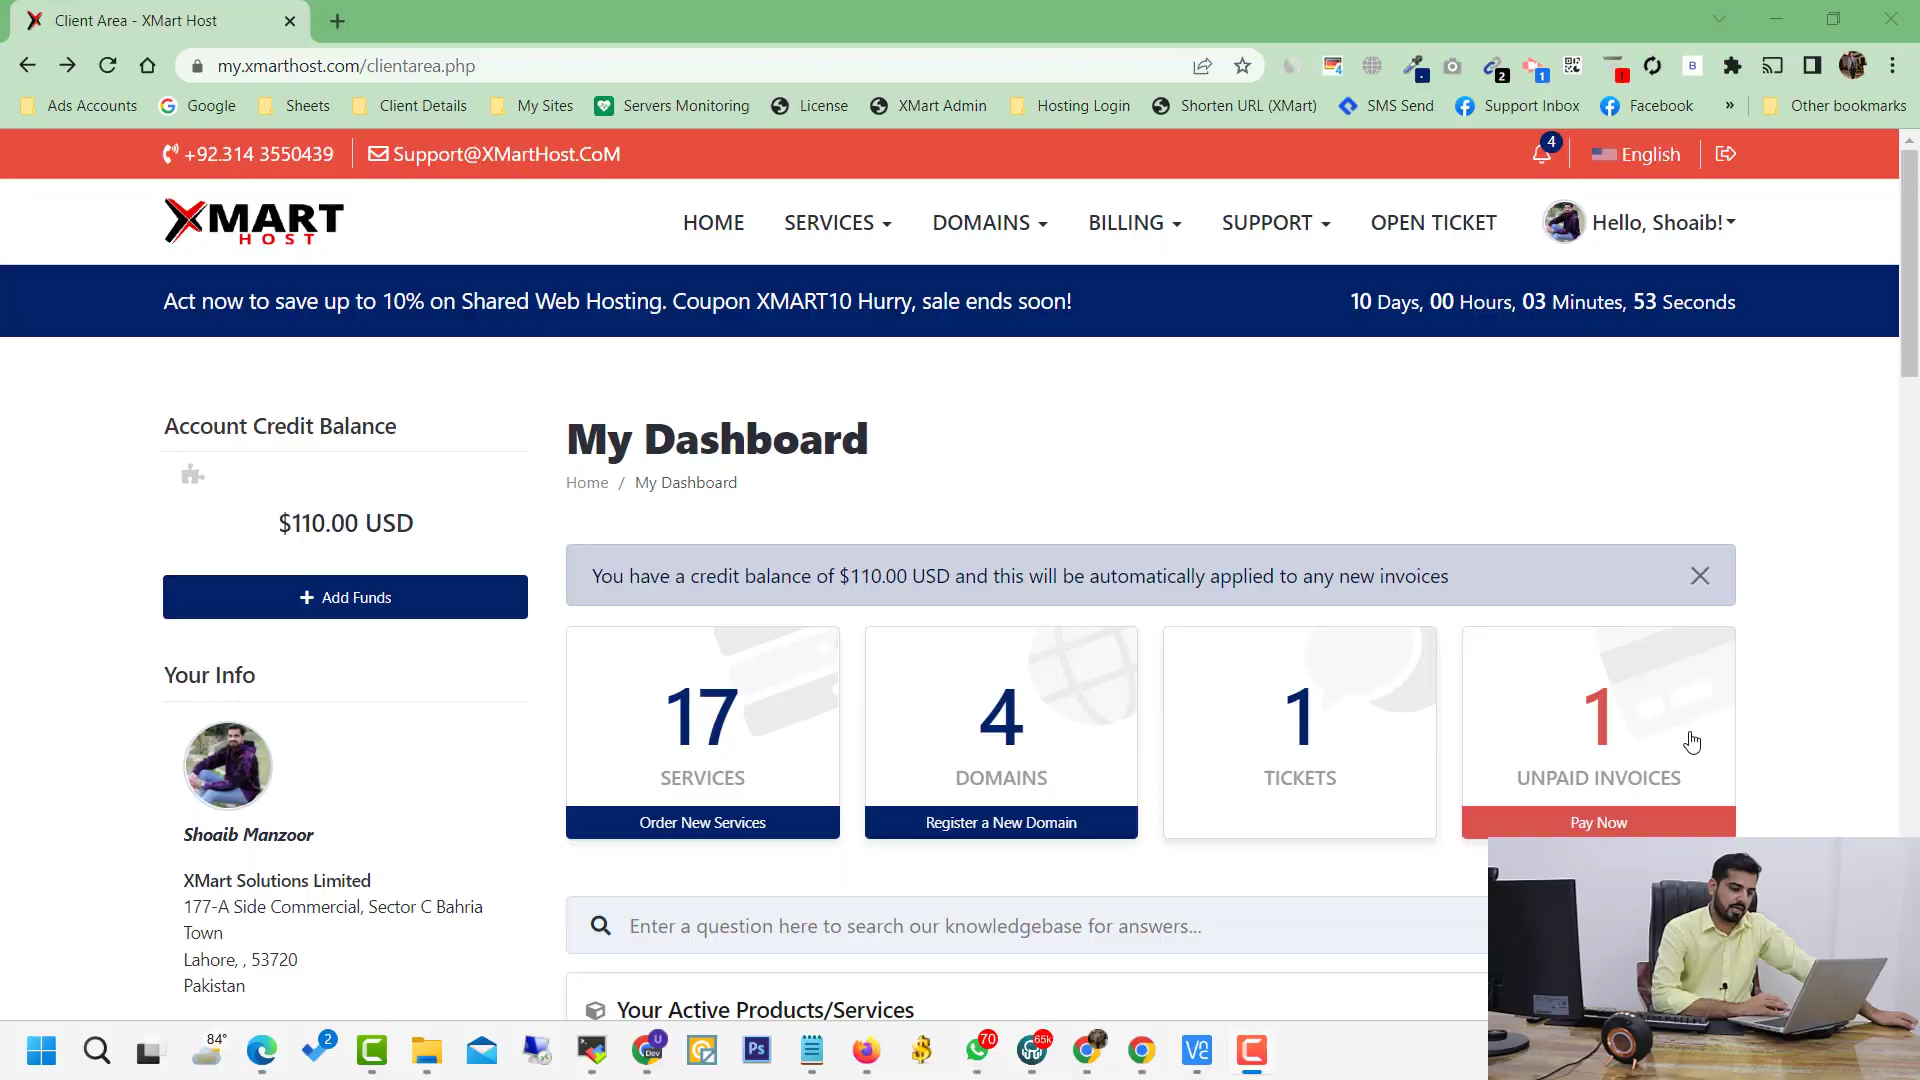 Client Area - XMart Host
my.xmarthost.com/clientarea.php
4
2
1
B
Ads Accounts
Google
Sheets
Client Details
My Sites
Servers Monitoring
License
XMart Admin
Hosting Login
Shorten URL (XMart)
SMS Send
Support Inbox
Facebook
»
Other bookmarks
+92.314 3550439
Support@XMartHost.CoM
4
English
XMART
HOST
HOME
SERVICES
DOMAINS
BILLING
SUPPORT
OPEN TICKET
Hello, Shoaib!
Act now to save up to 10% on Shared Web Hosting. Coupon XMART10 Hurry, sale ends soon!
10 Days, 00 Hours, 03 Minutes, 53 Seconds
Account Credit Balance
$110.00 USD
+ Add Funds
Your Info
Shoaib Manzoor
XMart Solutions Limited
177-A Side Commercial, Sector C Bahria
Town
Lahore, , 53720
Pakistan
My Dashboard
Home / My Dashboard
You have a credit balance of $110.00 USD and this will be automatically applied to any new invoices
17
SERVICES
Order New Services
4
DOMAINS
Register a New Domain
1
TICKETS
1
UNPAID INVOICES
Pay Now
Enter a question here to search our knowledgebase for answers...
Your Active Products/Services
84°
2
U
Dev
Ps
70
65k